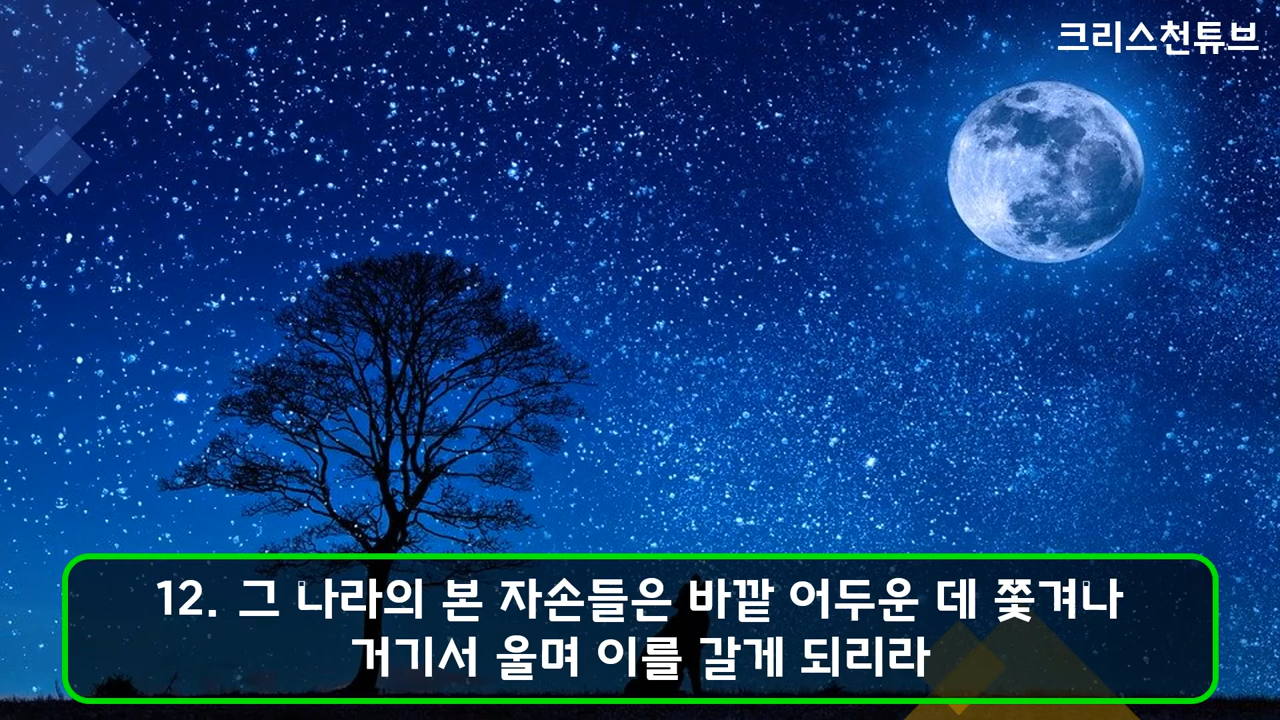 크리스천튜브
12. 그 나라의 본 자손들은 바깥 어두운 데 쫓겨나
거기서 울며 이를 갈게 되리라